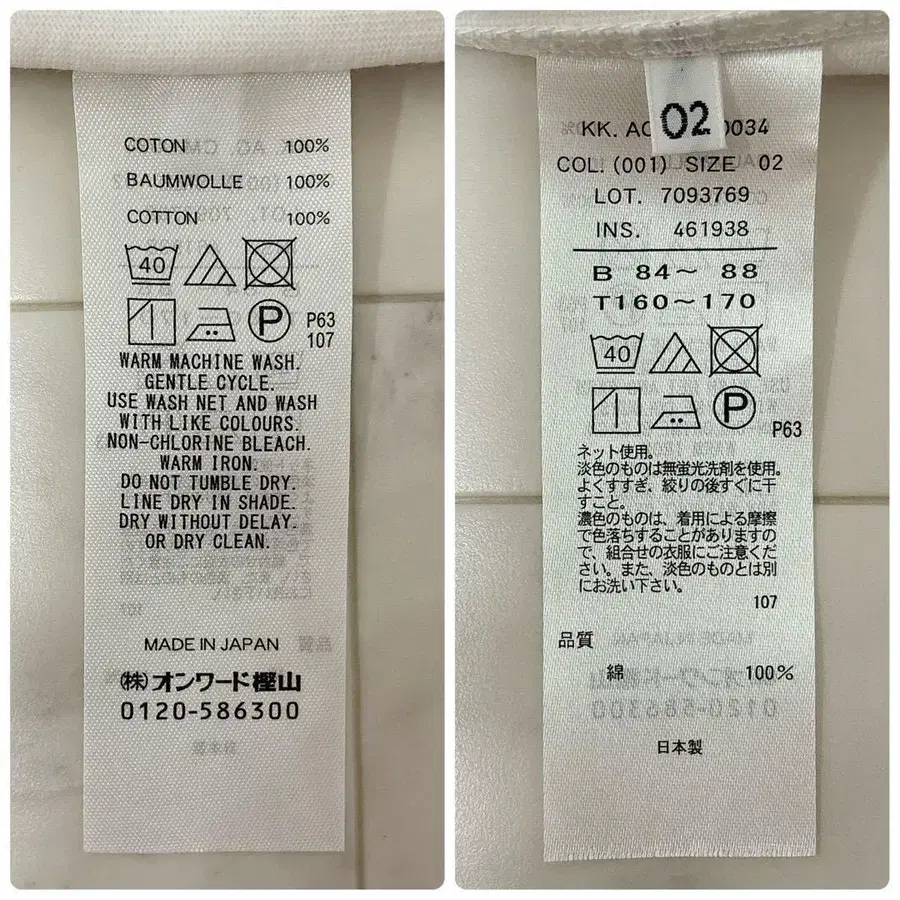 COTON 100%
BAUMWOLLE 100%
COTTON 100%
40
P
P63
107
WARM MACHINE WASH.
GENTLE CYCLE.
USE WASH NET AND WASH
WITH LIKE COLOURS.
NON-CHLORINE BLEACH.
WARM IRON.
DO NOT TUMBLE DRY.
LINE DRY IN SHADE.
DRY WITHOUT DELAY.
OR DRY CLEAN.
MADE IN JAPAN
(株)オンワード樫山
0120-586300
02
KK. AC 0034
COL. (001) SIZE 02
LOT. 7093769
INS. 461938
B 84～ 88
T160～170
40
P
P63
ネット使用。
淡色のものは無蛍光洗剤を使用。
よくすすぎ、絞りの後すぐに干
すこと。
濃色のものは、着用による摩擦
で色落ちすることがありますの
で、組合せの衣服にご注意くだ
さい。また、淡色のものとは別
にお洗い下さい。
107
品質
綿 100%
日本製